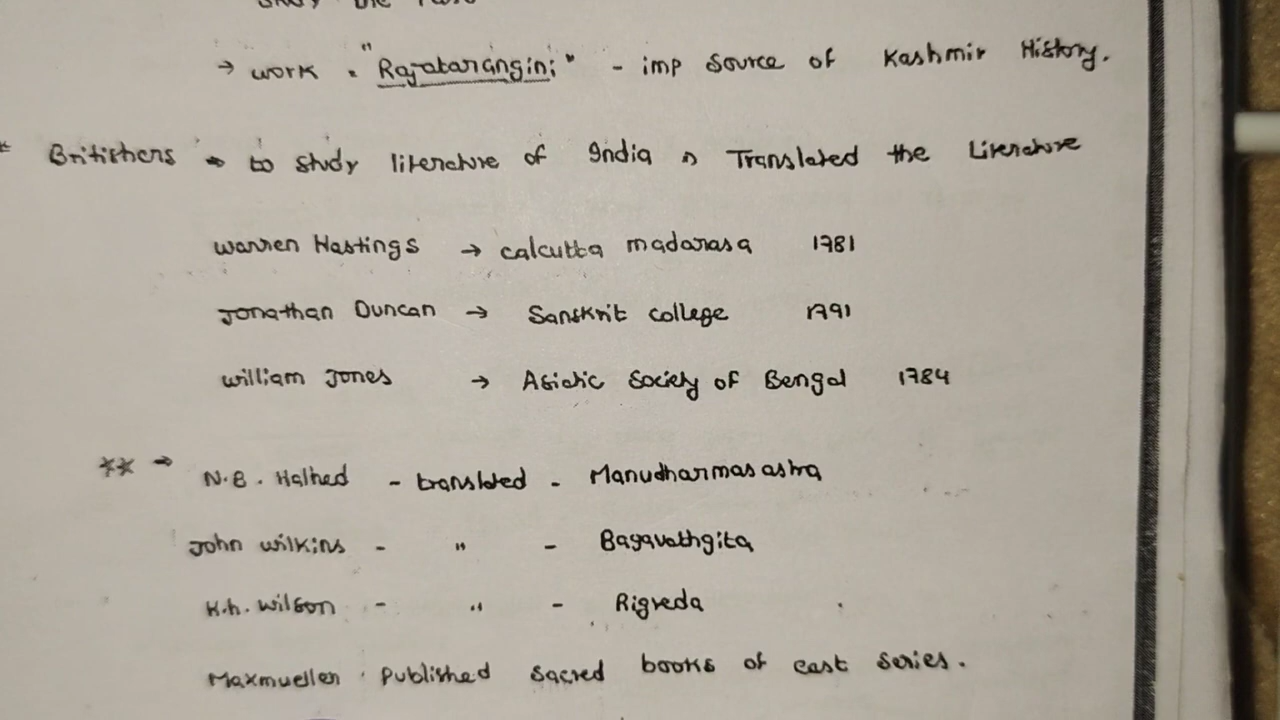 → work "Rajatarangini" - imp Source of Kashmir History.
* Britishers → to study literature of India → Translated the Literature
Warren Hastings → Calcutta madarasa 1781
Jonathan Duncan → Sanskrit college 1791
William Jones → Asiatic Society of Bengal 1784
** → N.B. Halhed - translated - Manudharmasastra
John Wilkins - " - Bagavathgita
H.h. Wilson - " - Rigveda
Maxmueller Published Sacred books of east Series.